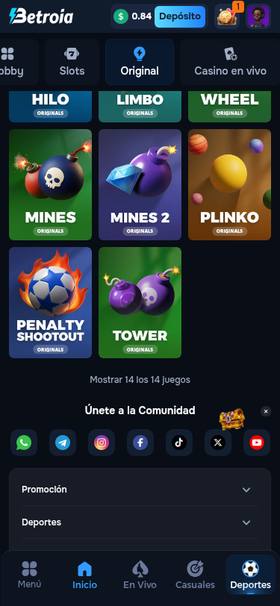 Betroia
$ 0.84 Depósito
1
obby Slots Original Casino en vivo
HILO LIMBO WHEEL
ORIGINALS ORIGINALS ORIGINALS
MINES MINES 2 PLINKO
ORIGINALS ORIGINALS ORIGINALS
PENALTY
SHOOTOUT TOWER
ORIGINALS ORIGINALS
Mostrar 14 los 14 juegos
Únete a la Comunidad
Promoción
Deportes
Menú Inicio En Vivo Casuales Deportes